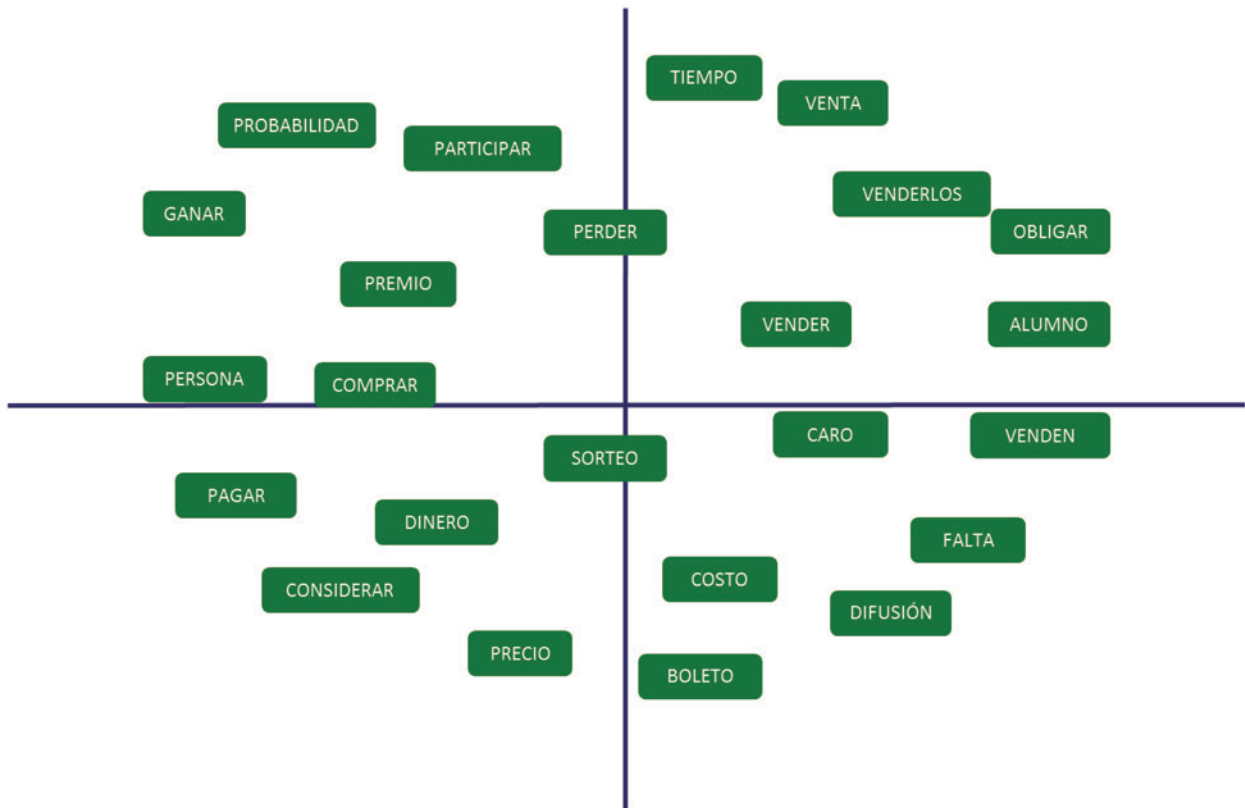 TIEMPO
VENTA
PROBABILIDAD
PARTICIPAR
VENDERLOS
GANAR
PERDER
OBLIGAR
PREMIO
VENDER
ALUMNO
PERSONA
COMPRAR
CARO
VENDEN
SORTEO
PAGAR
DINERO
FALTA
COSTO
CONSIDERAR
DIFUSIÓN
PRECIO
BOLETO